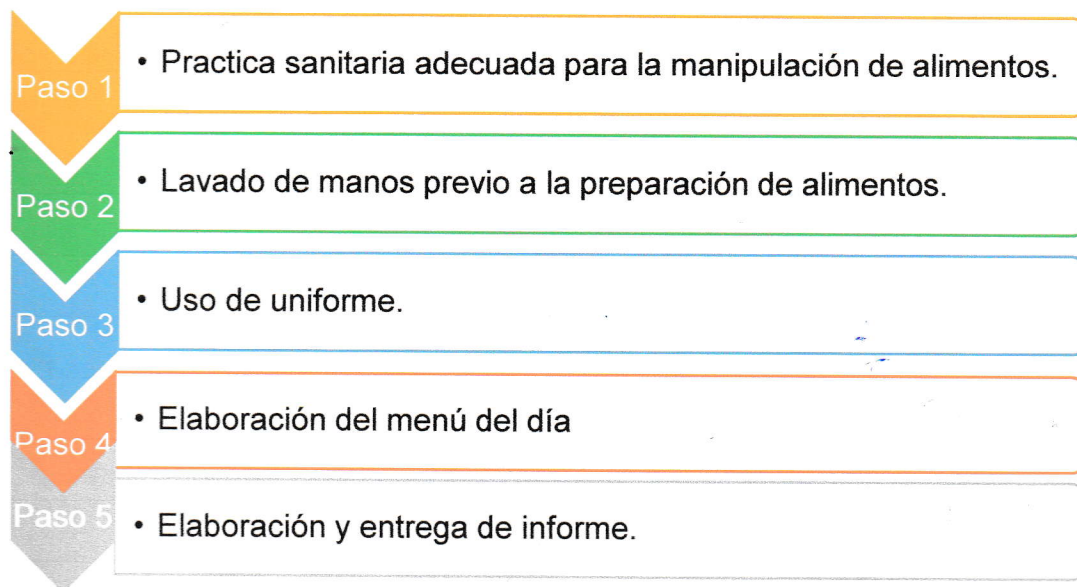 Paso 1
• Practica sanitaria adecuada para la manipulación de alimentos.
Paso 2
• Lavado de manos previo a la preparación de alimentos.
Paso 3
• Uso de uniforme.
Paso 4
• Elaboración del menú del día
Paso 5
• Elaboración y entrega de informe.